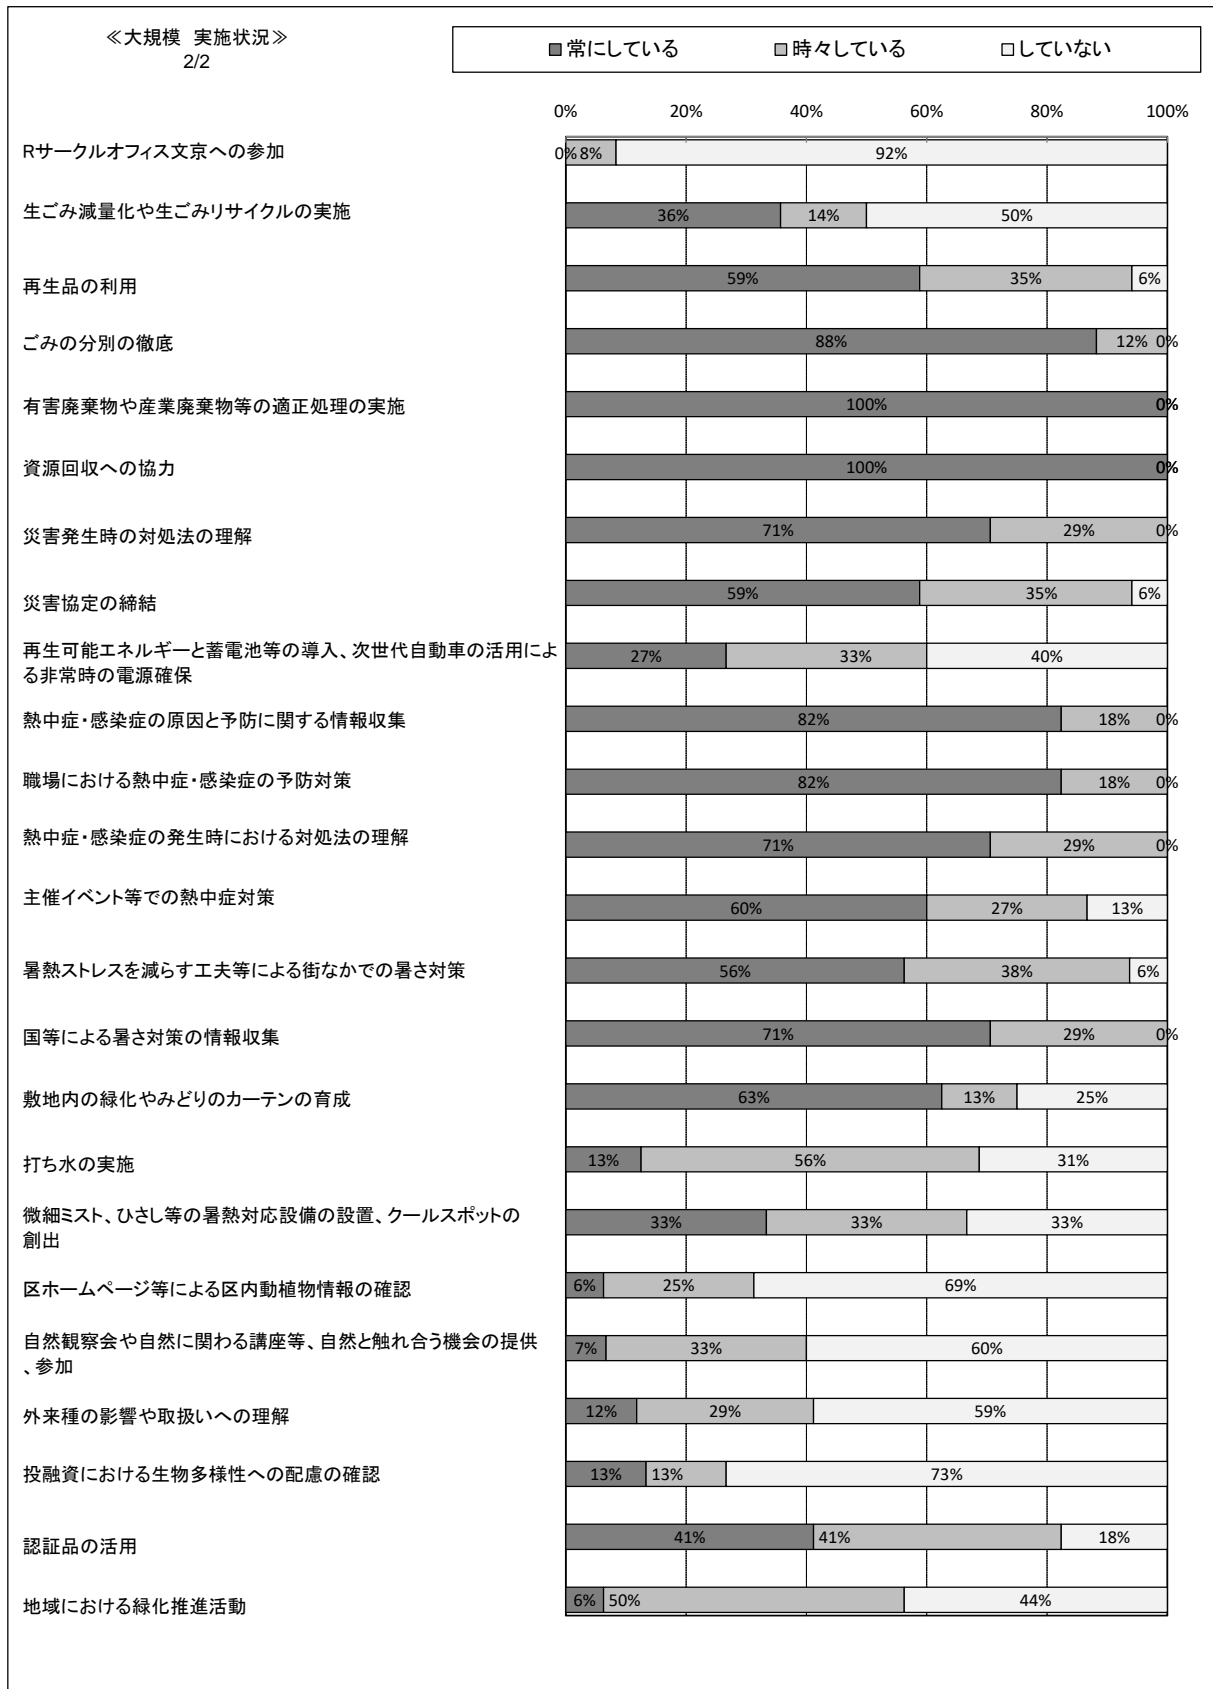 ≪大規模 実施状況≫
2/2
■常にしている ■時々している □していない
0% 20% 40% 60% 80% 100%
Rサークルオフィス文京への参加
0% 8% 92%
生ごみ減量化や生ごみリサイクルの実施
36% 14% 50%
再生品の利用
59% 35% 6%
ごみの分別の徹底
88% 12% 0%
有害廃棄物や産業廃棄物等の適正処理の実施
100% 0%
資源回収への協力
100% 0%
災害発生時の対処法の理解
71% 29% 0%
災害協定の締結
59% 35% 6%
再生可能エネルギーと蓄電池等の導入、次世代自動車の活用によ
る非常時の電源確保
27% 33% 40%
熱中症・感染症の原因と予防に関する情報収集
82% 18% 0%
職場における熱中症・感染症の予防対策
82% 18% 0%
熱中症・感染症の発生時における対処法の理解
71% 29% 0%
主催イベント等での熱中症対策
60% 27% 13%
暑熱ストレスを減らす工夫等による街なかでの暑さ対策
56% 38% 6%
国等による暑さ対策の情報収集
71% 29% 0%
敷地内の緑化やみどりのカーテンの育成
63% 13% 25%
打ち水の実施
13% 56% 31%
微細ミスト、ひさし等の暑熱対応設備の設置、クールスポットの
創出
33% 33% 33%
区ホームページ等による区内動植物情報の確認
6% 25% 69%
自然観察会や自然に関わる講座等、自然と触れ合う機会の提供
、参加
7% 33% 60%
外来種の影響や取扱いへの理解
12% 29% 59%
投融資における生物多様性への配慮の確認
13% 13% 73%
認証品の活用
41% 41% 18%
地域における緑化推進活動
6% 50% 44%